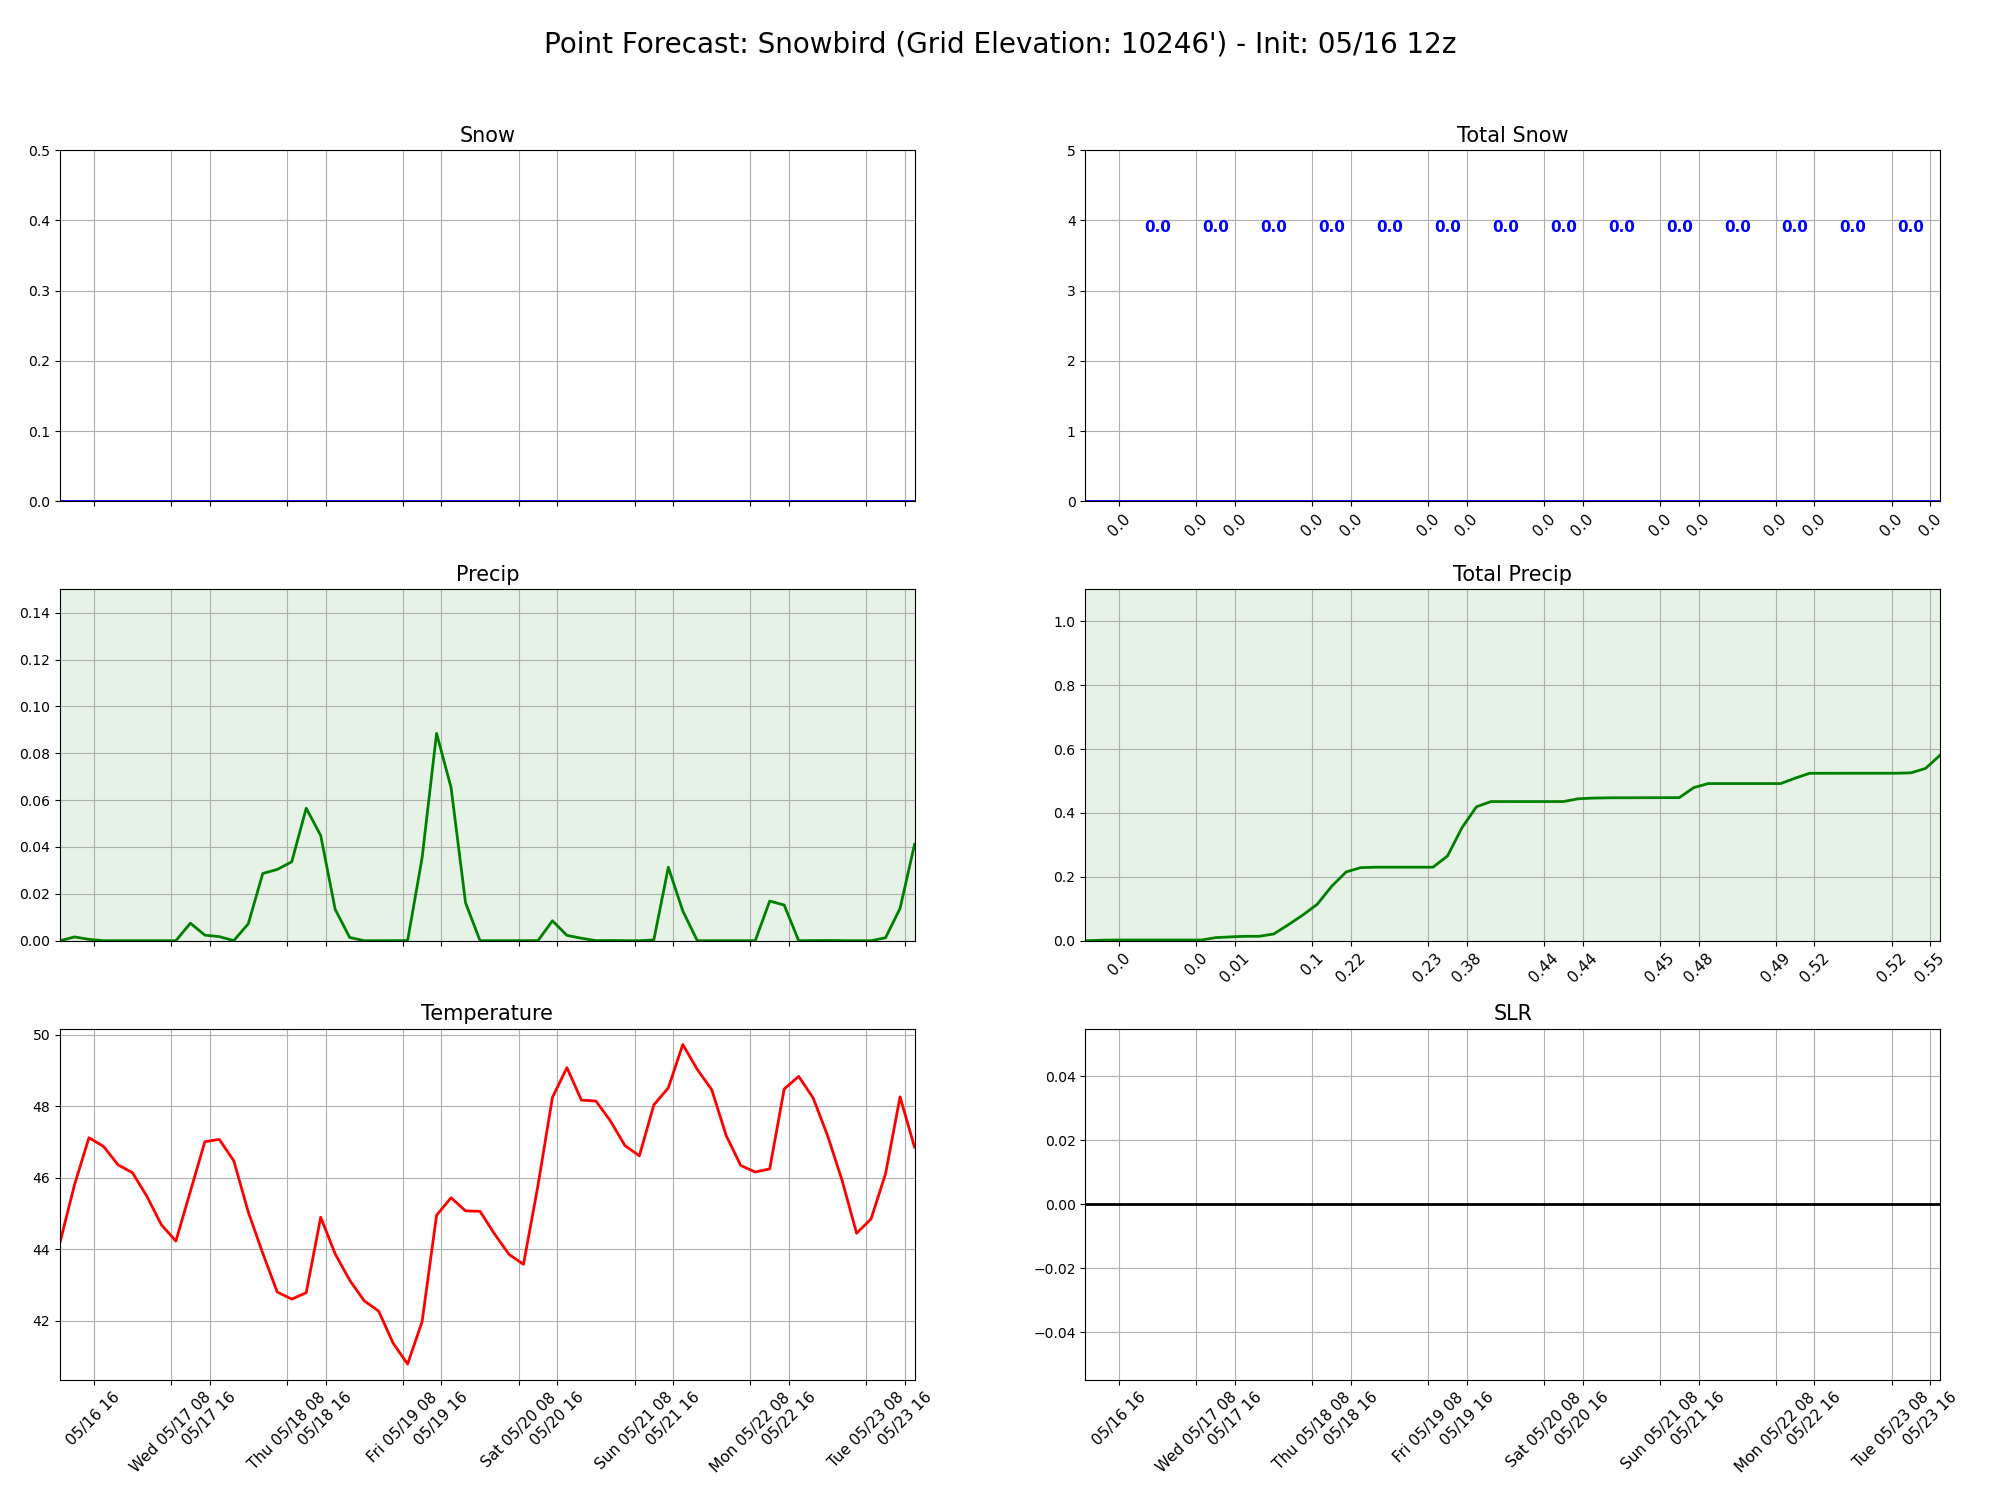 Point Forecast: Snowbird (Grid Elevation: 10246') - Init: 05/16 12z
Snow
0.5
0.4
0.3
0.2
0.1
0.0
Total Snow
5
4
3
2
1
0
0.0 0.0 0.0 0.0 0.0 0.0 0.0 0.0 0.0 0.0 0.0 0.0 0.0 0.0
0.0 0.0 0.0 0.0 0.0 0.0 0.0 0.0 0.0 0.0 0.0 0.0 0.0 0.0 0.0
Precip
0.14
0.12
0.10
0.08
0.06
0.04
0.02
0.00
Total Precip
1.0
0.8
0.6
0.4
0.2
0.0
0.0 0.0 0.01 0.1 0.22 0.23 0.38 0.44 0.44 0.45 0.48 0.49 0.52 0.52 0.55
Temperature
50
48
46
44
42
05/16 16
Wed 05/17 08
05/17 16
Thu 05/18 08
05/18 16
Fri 05/19 08
05/19 16
Sat 05/20 08
05/20 16
Sun 05/21 08
05/21 16
Mon 05/22 08
05/22 16
Tue 05/23 08
05/23 16
SLR
0.04
0.02
0.00
−0.02
−0.04
05/16 16
Wed 05/17 08
05/17 16
Thu 05/18 08
05/18 16
Fri 05/19 08
05/19 16
Sat 05/20 08
05/20 16
Sun 05/21 08
05/21 16
Mon 05/22 08
05/22 16
Tue 05/23 08
05/23 16